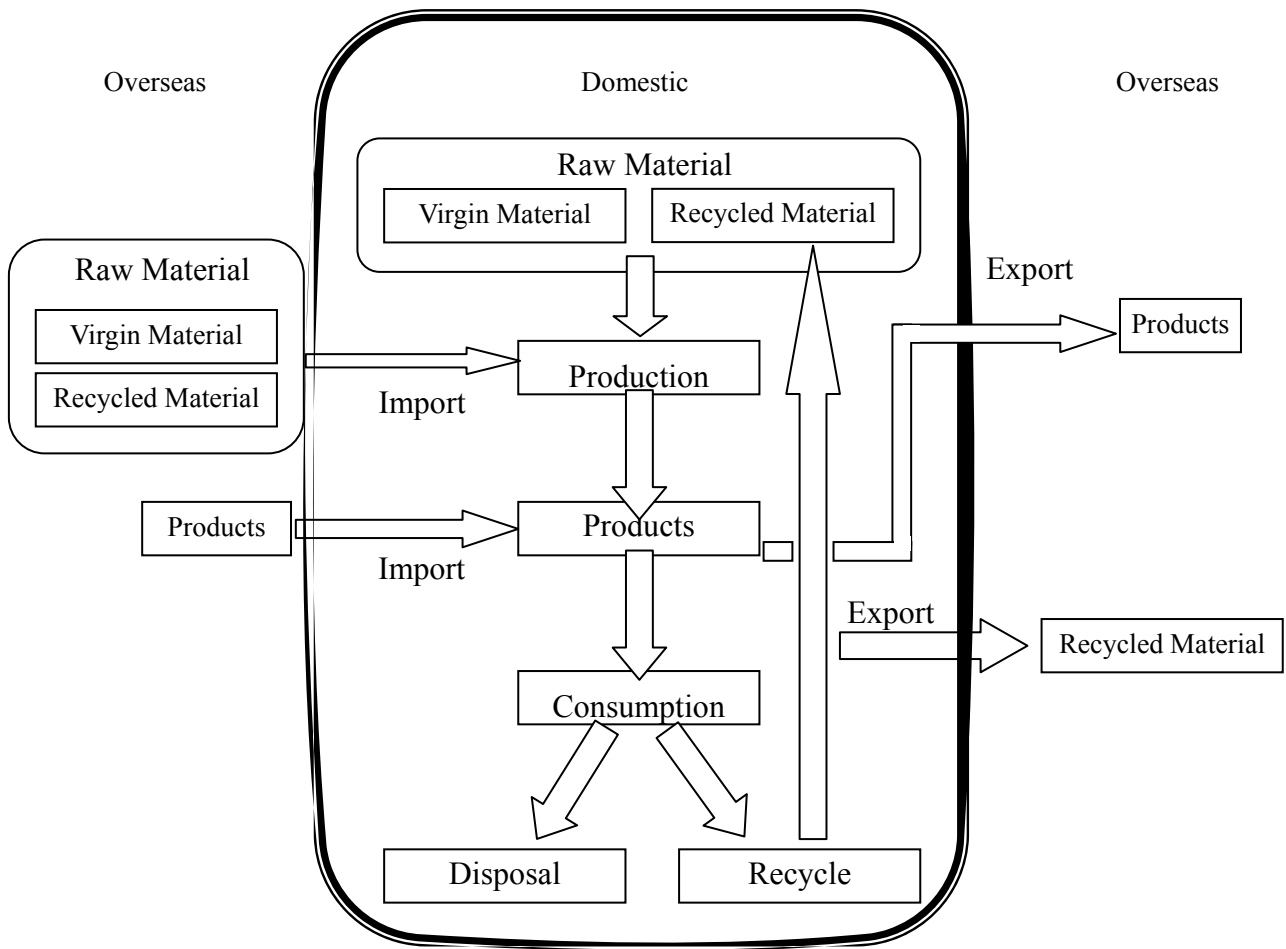 Overseas
Domestic
Overseas
Raw Material
Virgin Material
Recycled Material
Raw Material
Virgin Material
Recycled Material
Export
Products
Production
Import
Products
Products
Import
Export
Recycled Material
Consumption
Disposal
Recycle